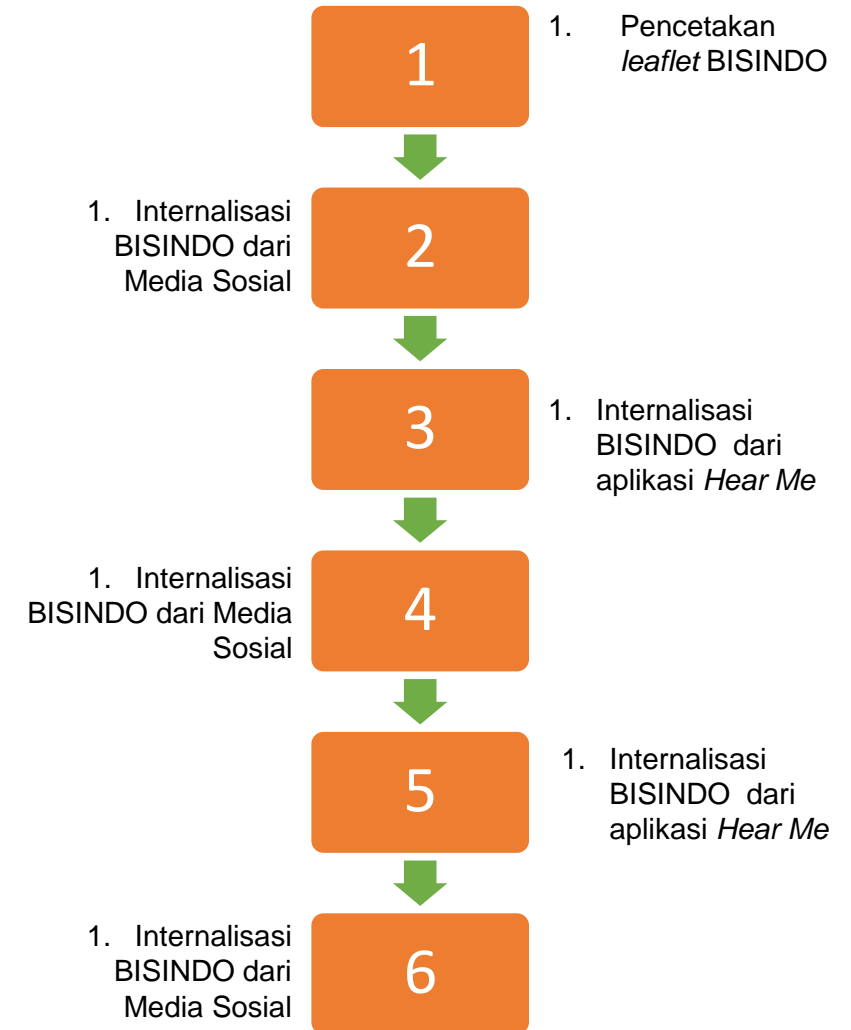 1
1. Pencetakan
leaflet BISINDO
1. Internalisasi
BISINDO dari
Media Sosial
2
3
1. Internalisasi
BISINDO dari
aplikasi Hear Me
1. Internalisasi
BISINDO dari Media
Sosial
4
5
1. Internalisasi
BISINDO dari
aplikasi Hear Me
1. Internalisasi
BISINDO dari
Media Sosial
6